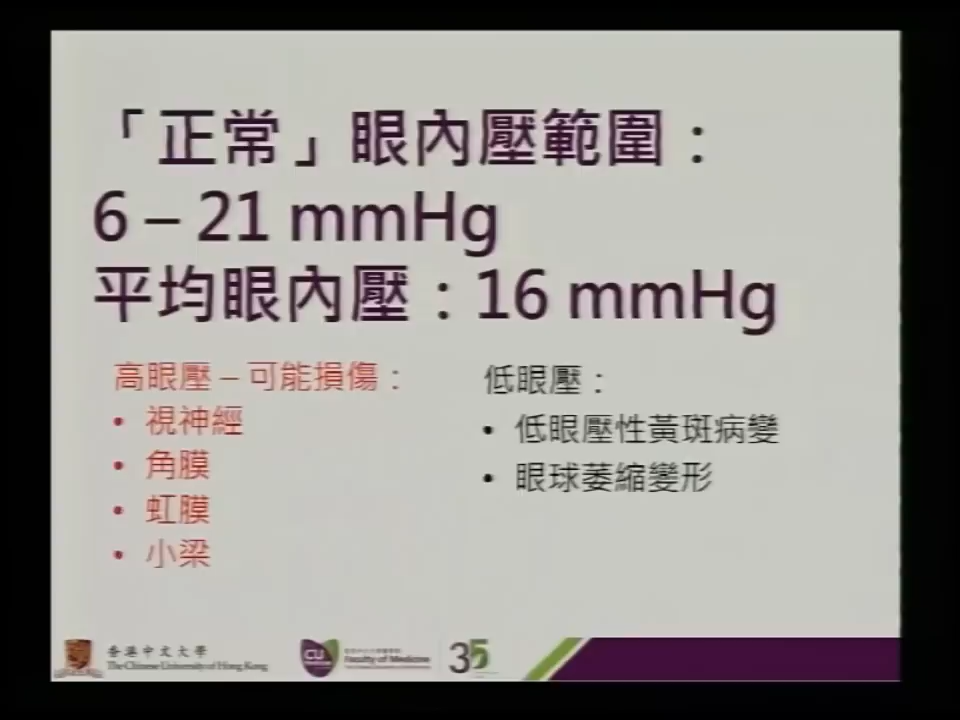 「正常」眼內壓範圍：
6 – 21 mmHg
平均眼內壓：16 mmHg
高眼壓 – 可能損傷：
• 視神經
• 角膜
• 虹膜
• 小梁
低眼壓：
• 低眼壓性黃斑病變
• 眼球萎縮變形
香港中文大學
The Chinese University of Hong Kong
CU
Faculty of Medicine
35